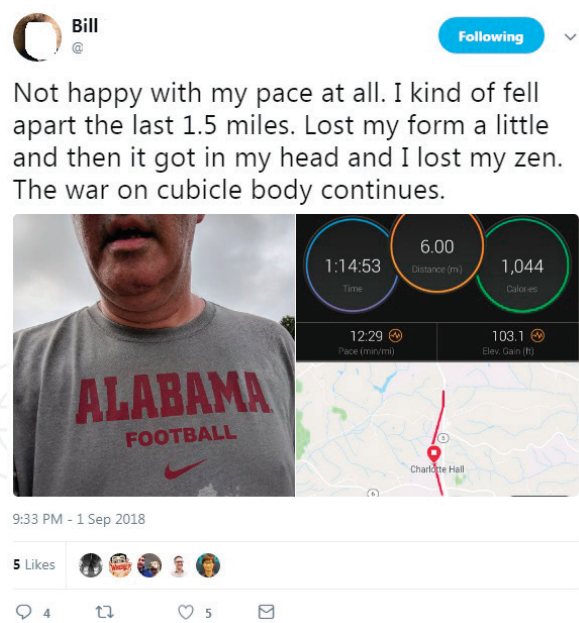 Bill
@
Following
Not happy with my pace at all. I kind of fell
apart the last 1.5 miles. Lost my form a little
and then it got in my head and I lost my zen.
The war on cubicle body continues.
ALABAMA
FOOTBALL
6.00
Distance (mi)
1:14:53
Time
1,044
Calories
12:29
Pace (min/mi)
103.1
Elev. Gain (ft)
5
Charlotte Hall
6
9:33 PM - 1 Sep 2018
5 Likes
4
5